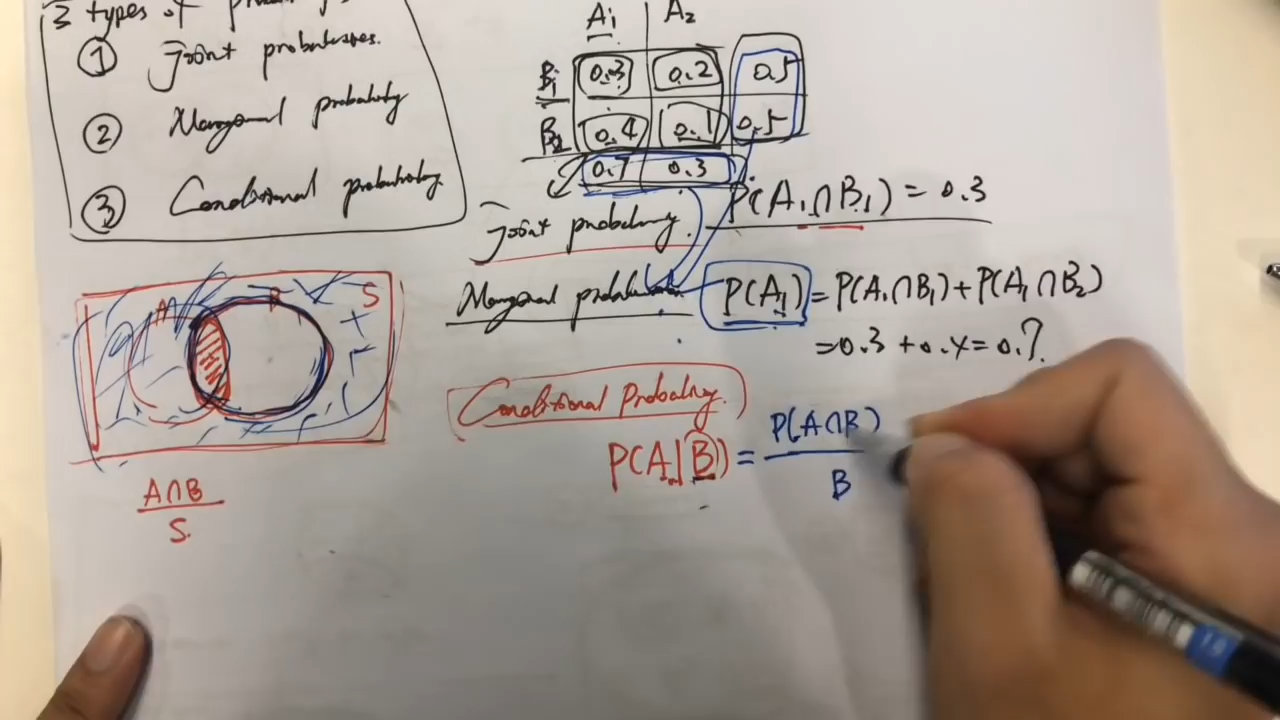 3 types of
① Joint probabilities.
② Marginal probability
③ Conditional probability
A1 A2
B1 0.3 0.2 0.5
B2 0.4 0.1 0.5
0.7 0.3
Joint probability. P(A1∩B1) = 0.3
Marginal P(A1) = P(A1∩B1) + P(A1∩B2)
= 0.3 + 0.4 = 0.7.
A B S
Conditional Probability.
P(A|B) = P(A∩B)
B
A∩B
S.
1.0